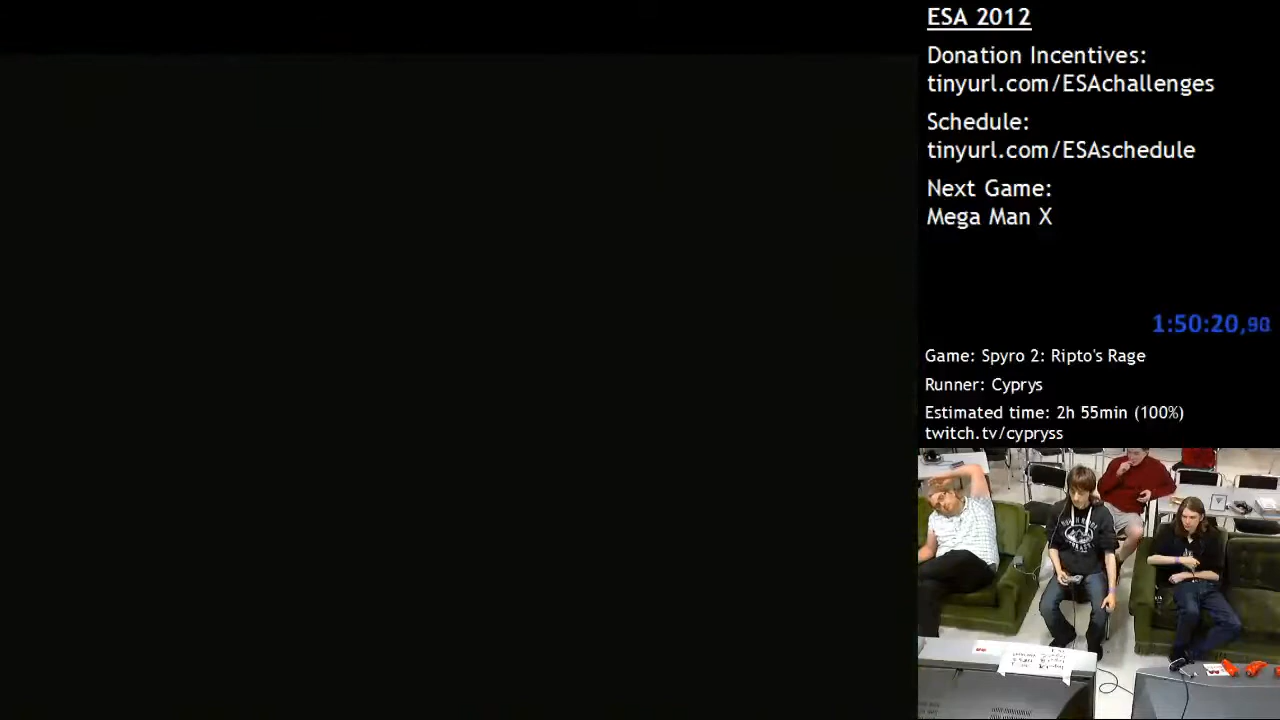 ESA 2012
Donation Incentives:
tinyurl.com/ESAchallenges
Schedule:
tinyurl.com/ESAschedule
Next Game:
Mega Man X
1:50:20,90
Game: Spyro 2: Ripto's Rage
Runner: Cyprys
Estimated time: 2h 55min (100%)
twitch.tv/cypryss